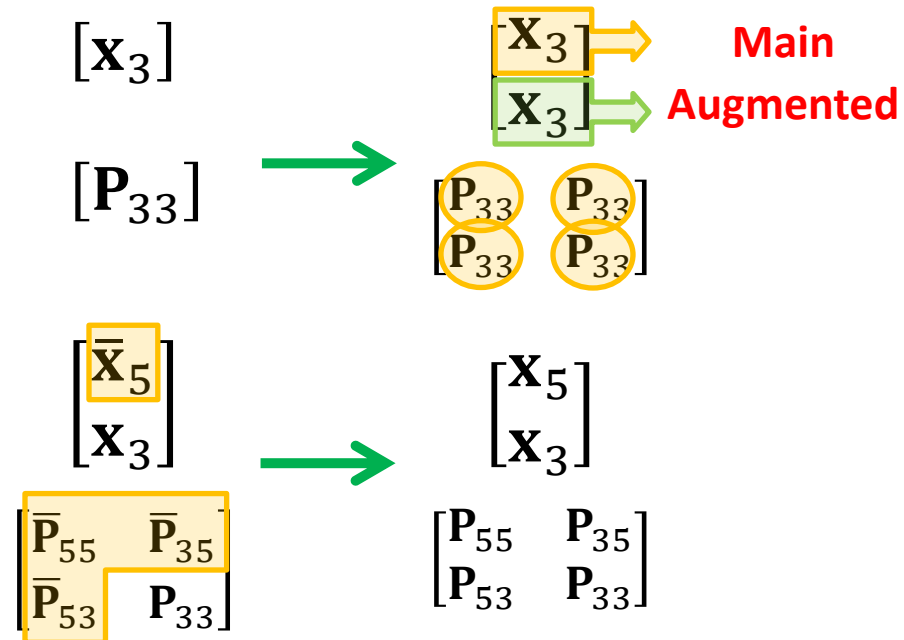 [𝐱₃]
[𝐱₃
𝐱₃]
Main
Augmented
[𝐏₃₃]
[𝐏₃₃ 𝐏₃₃
𝐏₃₃ 𝐏₃₃]
[𝐱̅₅
𝐱₃]
[𝐱₅
𝐱₃]
[𝐏̅₅₅ 𝐏̅₃₅
𝐏̅₅₃ 𝐏₃₃]
[𝐏₅₅ 𝐏₃₅
𝐏₅₃ 𝐏₃₃]